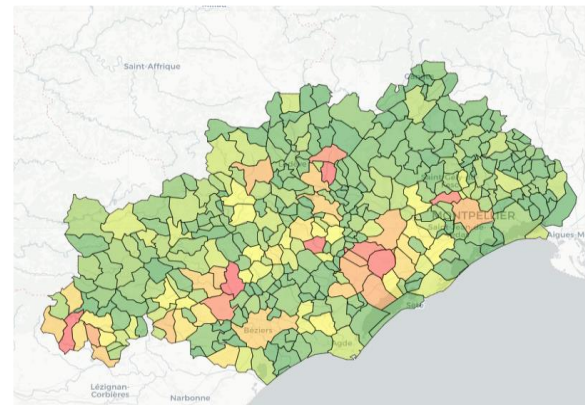 Saint-Affrique
MONTPELLIER
Aigues-M
Sète
Béziers
Agde
Lézignan-
Corbières
Narbonne